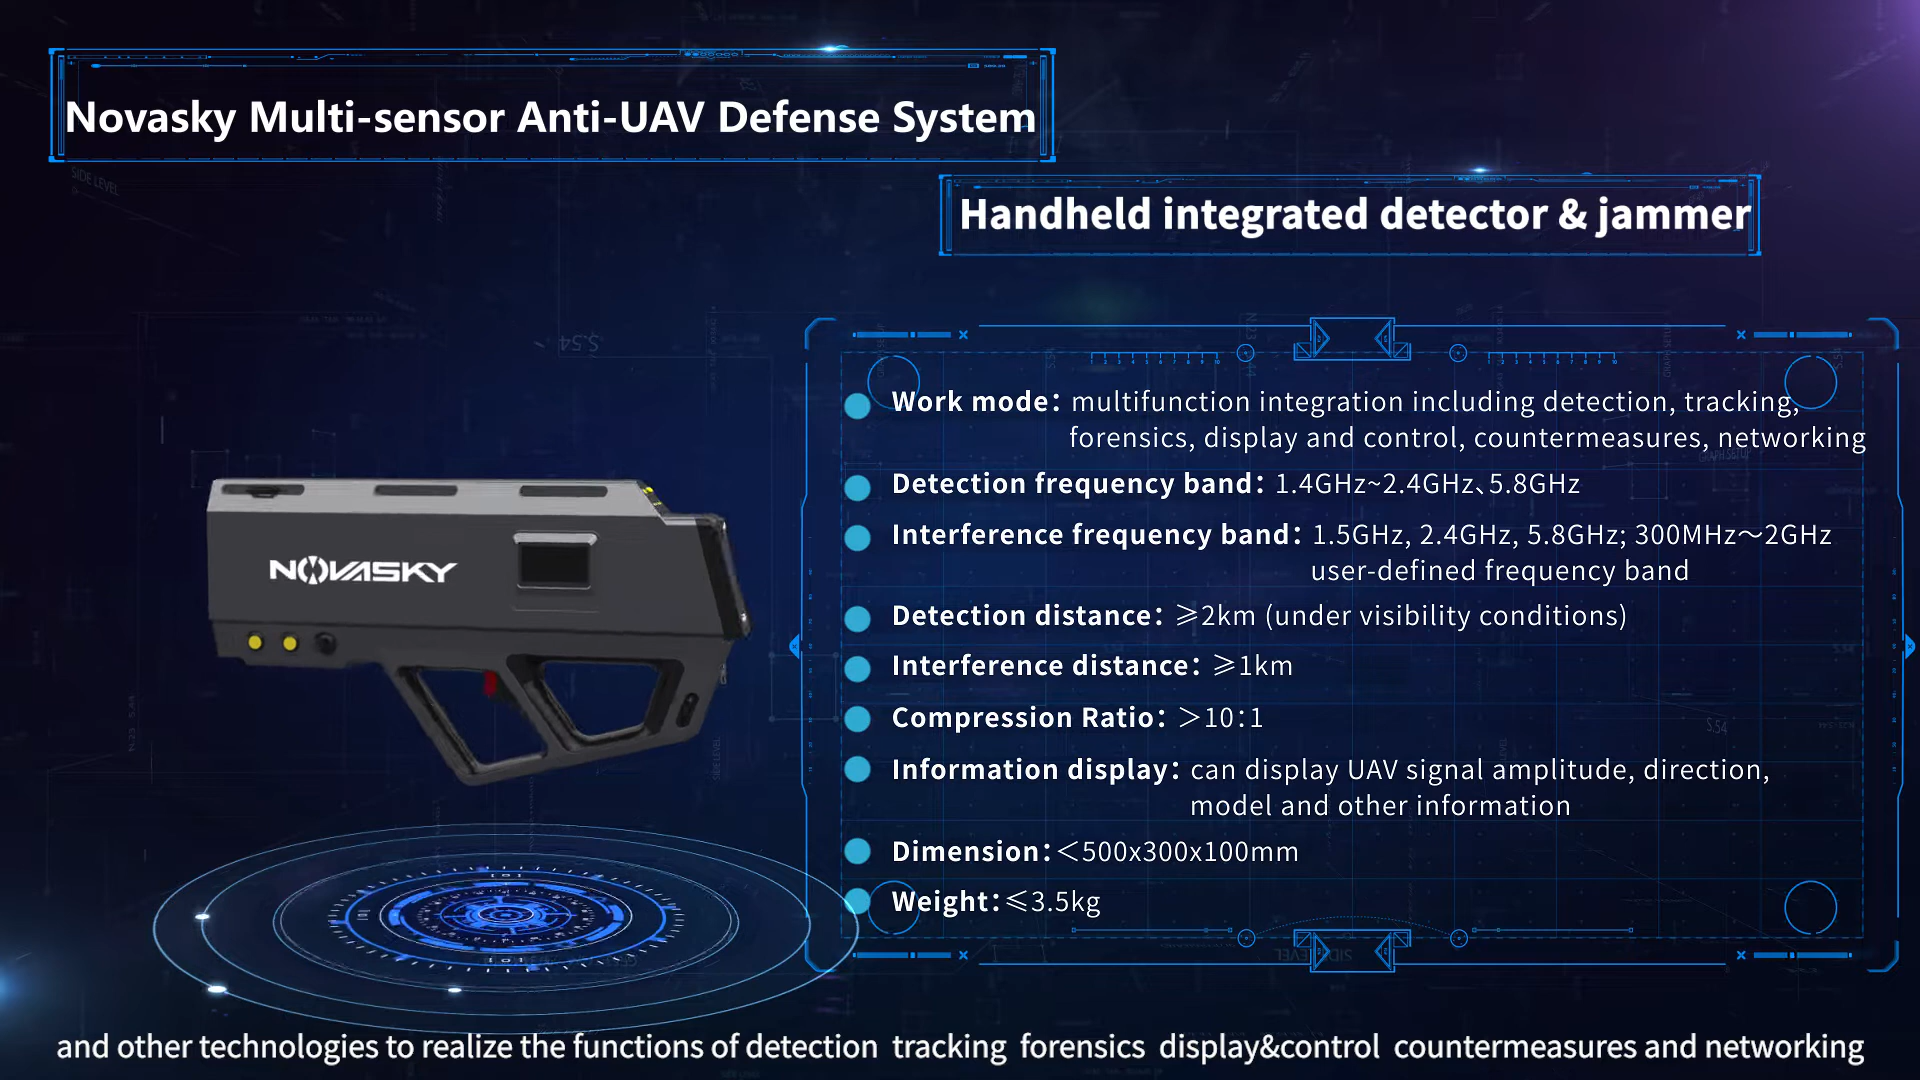 Novasky Multi-sensor Anti-UAV Defense System
Handheld integrated detector & jammer
SIDE LEVEL
S.54
Work mode：multifunction integration including detection, tracking,
forensics, display and control, countermeasures, networking
Detection frequency band：1.4GHz~2.4GHz、5.8GHz
Interference frequency band：1.5GHz, 2.4GHz, 5.8GHz; 300MHz～2GHz
user-defined frequency band
NOVASKY
Detection distance：≥2km (under visibility conditions)
Interference distance：≥1km
Compression Ratio：＞10：1
Information display：can display UAV signal amplitude, direction,
model and other information
Dimension：＜500x300x100mm
Weight：≤3.5kg
and other technologies to realize the functions of detection tracking forensics display&control countermeasures and networking